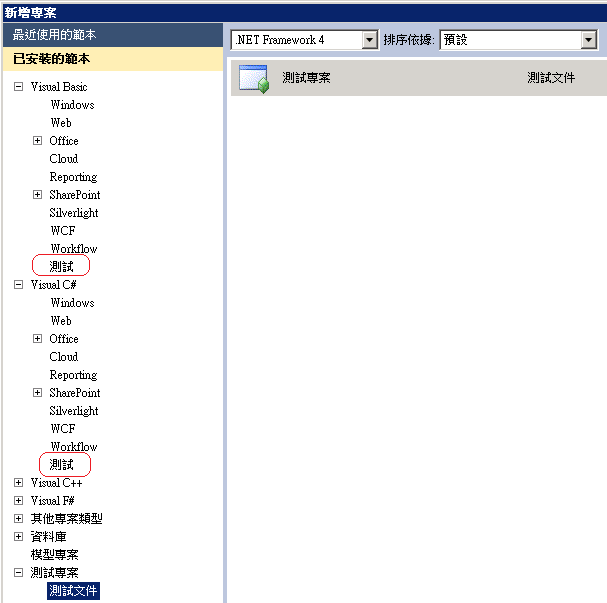 新增專案
最近使用的範本
已安裝的範本
.NET Framework 4 排序依據: 預設
測試專案 測試文件
Visual Basic
Windows
Web
Office
Cloud
Reporting
SharePoint
Silverlight
WCF
Workflow
測試
Visual C#
Windows
Web
Office
Cloud
Reporting
SharePoint
Silverlight
WCF
Workflow
測試
Visual C++
Visual F#
其他專案類型
資料庫
模型專案
測試專案
測試文件